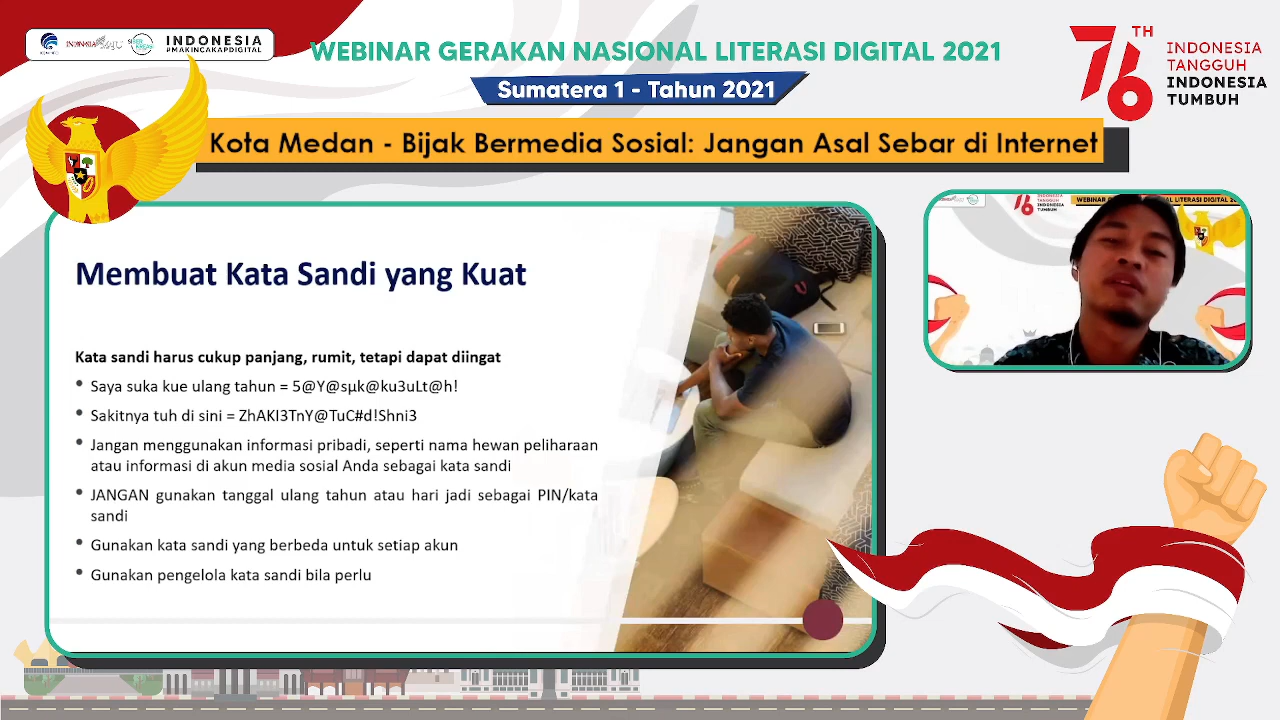 INDONESIA
#MAKINCAKAPDIGITAL
WEBINAR GERAKAN NASIONAL LITERASI DIGITAL 2021
Sumatera 1 - Tahun 2021
76 TH
INDONESIA
TANGGUH
INDONESIA
TUMBUH
Kota Medan - Bijak Bermedia Sosial: Jangan Asal Sebar di Internet
Membuat Kata Sandi yang Kuat
Kata sandi harus cukup panjang, rumit, tetapi dapat diingat
• Saya suka kue ulang tahun = 5@Y@sµk@ku3uLt@h!
• Sakitnya tuh di sini = ZhAKI3TnY@TuC#d!Shni3
• Jangan menggunakan informasi pribadi, seperti nama hewan peliharaan
atau informasi di akun media sosial Anda sebagai kata sandi
• JANGAN gunakan tanggal ulang tahun atau hari jadi sebagai PIN/kata
sandi
• Gunakan kata sandi yang berbeda untuk setiap akun
• Gunakan pengelola kata sandi bila perlu